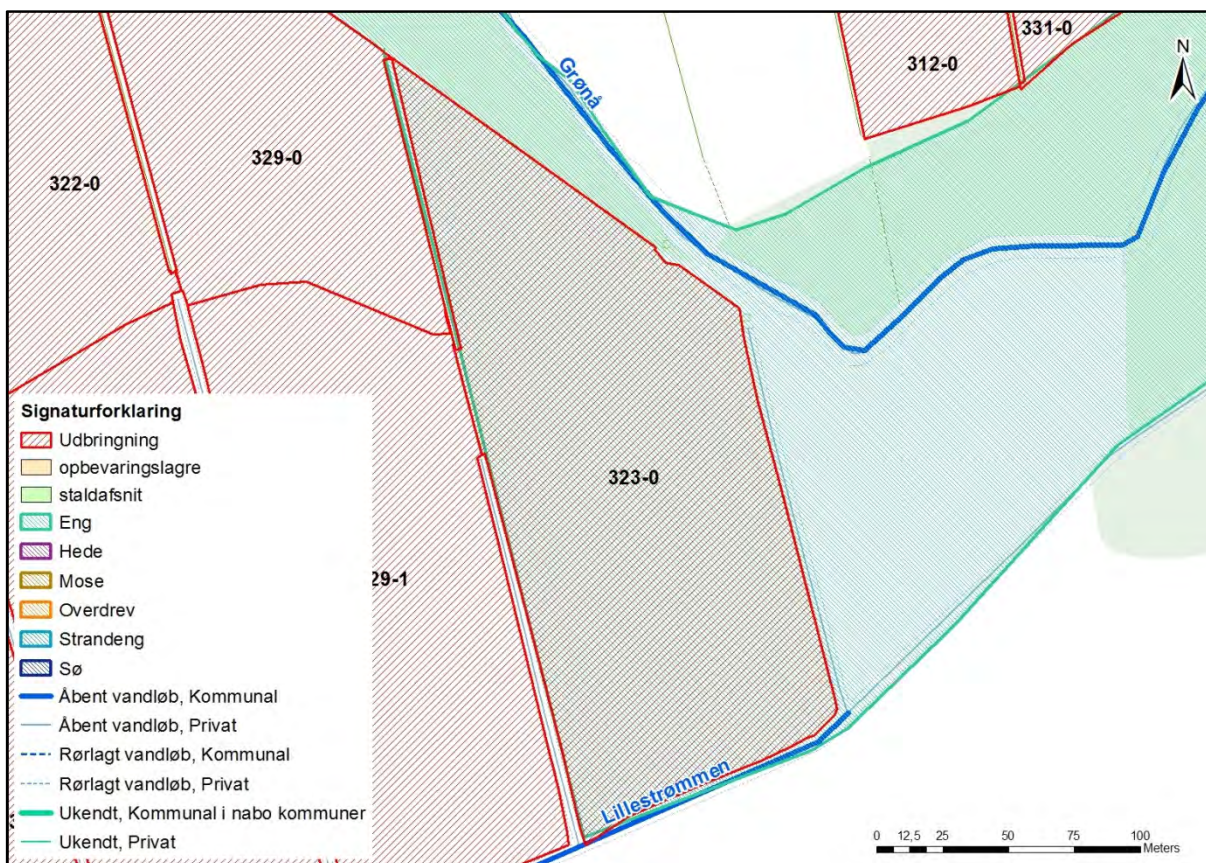 331-0
312-0
N
Grønå
329-0
322-0
323-0
29-1
Lillestrømmen
Signaturforklaring
Udbringning
opbevaringslagre
staldafsnit
Eng
Hede
Mose
Overdrev
Strandeng
Sø
Åbent vandløb, Kommunal
Åbent vandløb, Privat
Rørlagt vandløb, Kommunal
Rørlagt vandløb, Privat
Ukendt, Kommunal i nabo kommuner
Ukendt, Privat
0 12,5 25 50 75 100
Meters